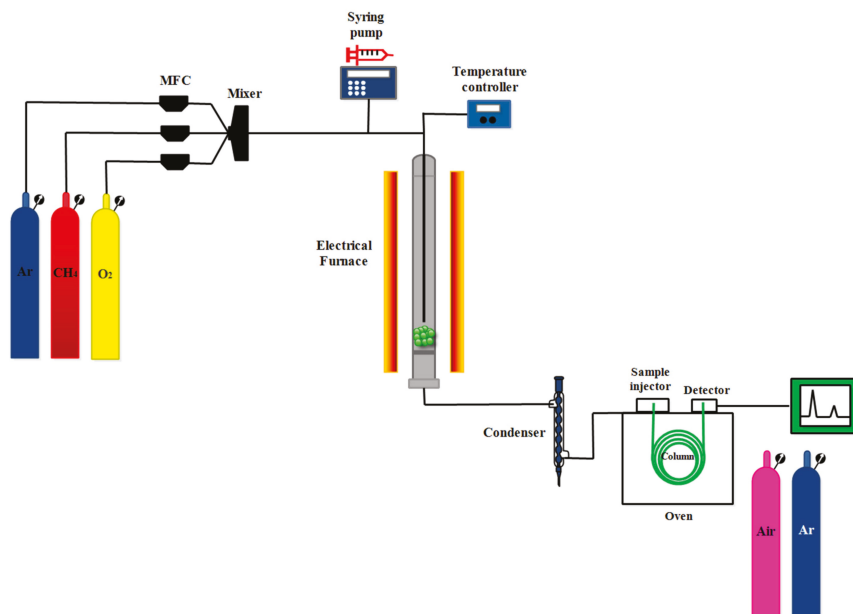 Syring
pump
MFC
Mixer
Temperature
controller
Electrical
Furnace
Ar
CH4
O2
Sample
injector
Detector
Condenser
Column
Oven
Air
Ar